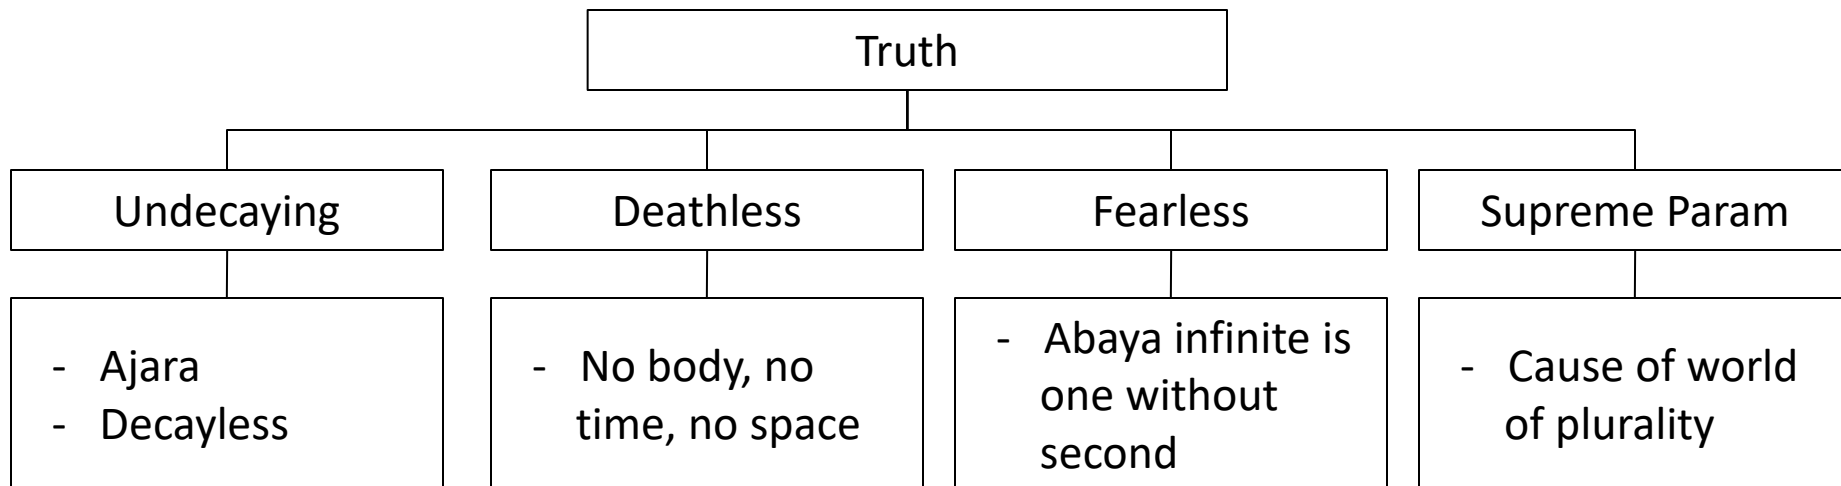 Truth
Undecaying
Deathless
Fearless
Supreme Param
- Ajara
- Decayless
- No body, no
time, no space
- Abaya infinite is
one without
second
- Cause of world
of plurality